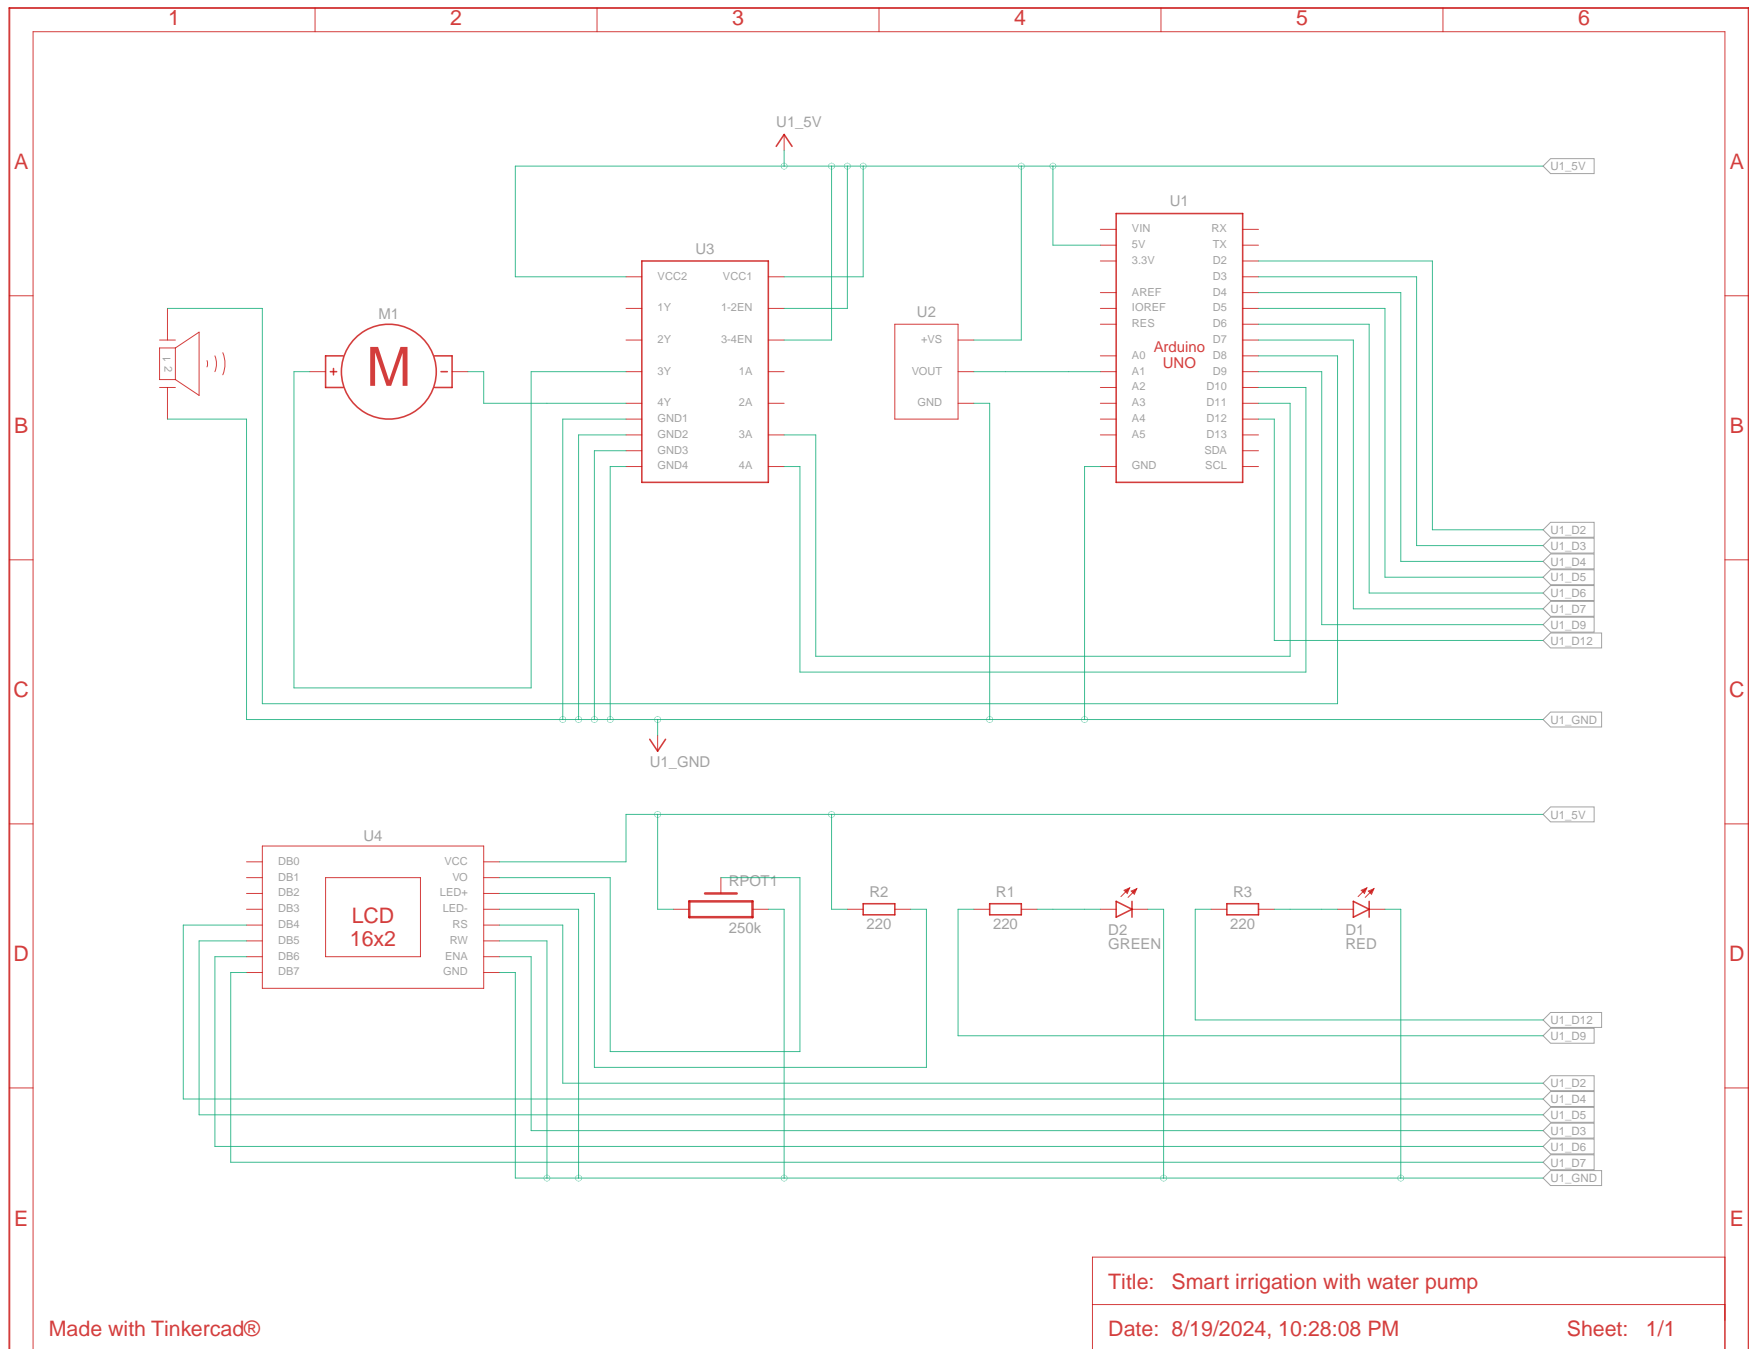 1 2 3 4 5 6
A A
B B
C C
D D
E E
U1_5V
U1_5V
U3
VCC2 VCC1
1Y 1-2EN
2Y 3-4EN
3Y 1A
4Y 2A
GND1
GND2 3A
GND3
GND4 4A
M1
M
+ -
1 2
U2
+VS
VOUT
GND
U1
VIN RX
5V TX
3.3V D2
D3
AREF D4
IOREF D5
RES D6
D7
Arduino
UNO
A0 D8
A1 D9
A2 D10
A3 D11
A4 D12
A5 D13
SDA
GND SCL
U1_D2
U1_D3
U1_D4
U1_D5
U1_D6
U1_D7
U1_D9
U1_D12
U1_GND
U1_GND
U1_5V
U4
DB0 VCC
DB1 VO
DB2 LED+
DB3 LED-
DB4 RS
DB5 RW
DB6 ENA
DB7 GND
LCD
16x2
RPOT1
250k
R2
220
R1
220
D2
GREEN
R3
220
D1
RED
U1_D12
U1_D9
U1_D2
U1_D4
U1_D5
U1_D3
U1_D6
U1_D7
U1_GND
Title: Smart irrigation with water pump
Made with Tinkercad®
Date: 8/19/2024, 10:28:08 PM Sheet: 1/1